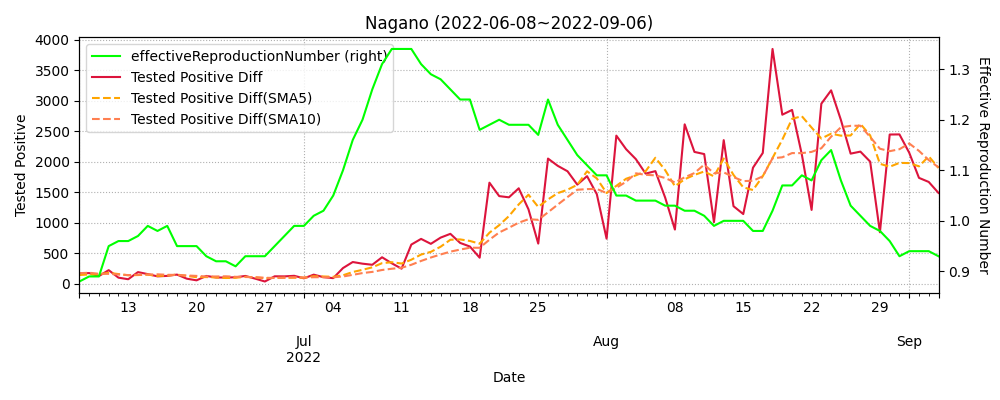 Nagano (2022-06-08~2022-09-06)
effectiveReproductionNumber (right)
Tested Positive Diff
Tested Positive Diff(SMA5)
Tested Positive Diff(SMA10)
Tested Positive
4000
3500
3000
2500
2000
1500
1000
500
0
1.3
1.2
1.1
1.0
0.9
Effective Reproduction Number
13 20 27 04 11 18 25 08 15 22 29
Jul Aug Sep
2022
Date